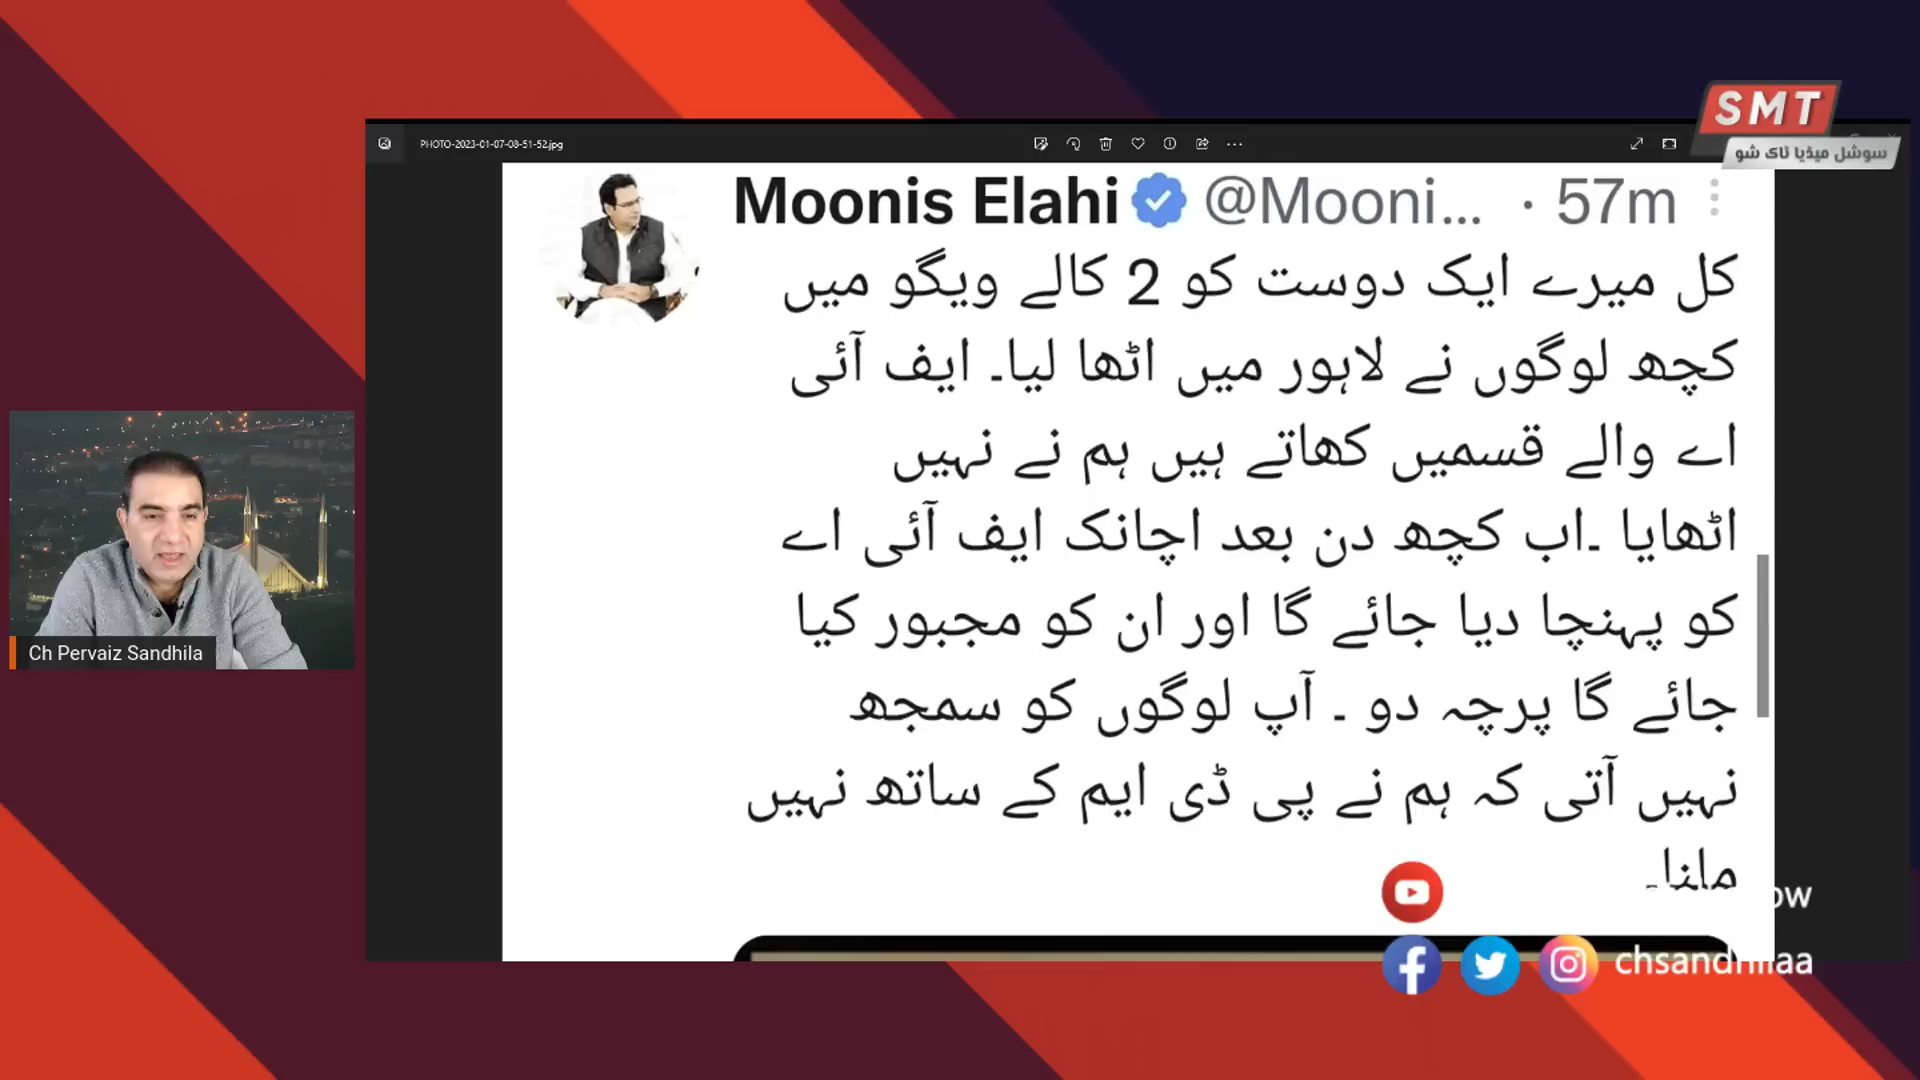 SMT
سوشل میڈیا ٹاک شو
PHOTO-2023-01-07-08-51-52.jpg
Moonis Elahi @Mooni... · 57m
کل میرے ایک دوست کو 2 کالے ویگو میں
کچھ لوگوں نے لاہور میں اٹھا لیا۔ ایف آئی
اے والے قسمیں کھاتے ہیں ہم نے نہیں
اٹھایا ۔اب کچھ دن بعد اچانک ایف آئی اے
کو پہنچا دیا جائے گا اور ان کو مجبور کیا
جائے گا پرچہ دو ۔ آپ لوگوں کو سمجھ
نہیں آتی کہ ہم نے پی ڈی ایم کے ساتھ نہیں
ملنا۔
Ch Pervaiz Sandhila
chsandhilaa